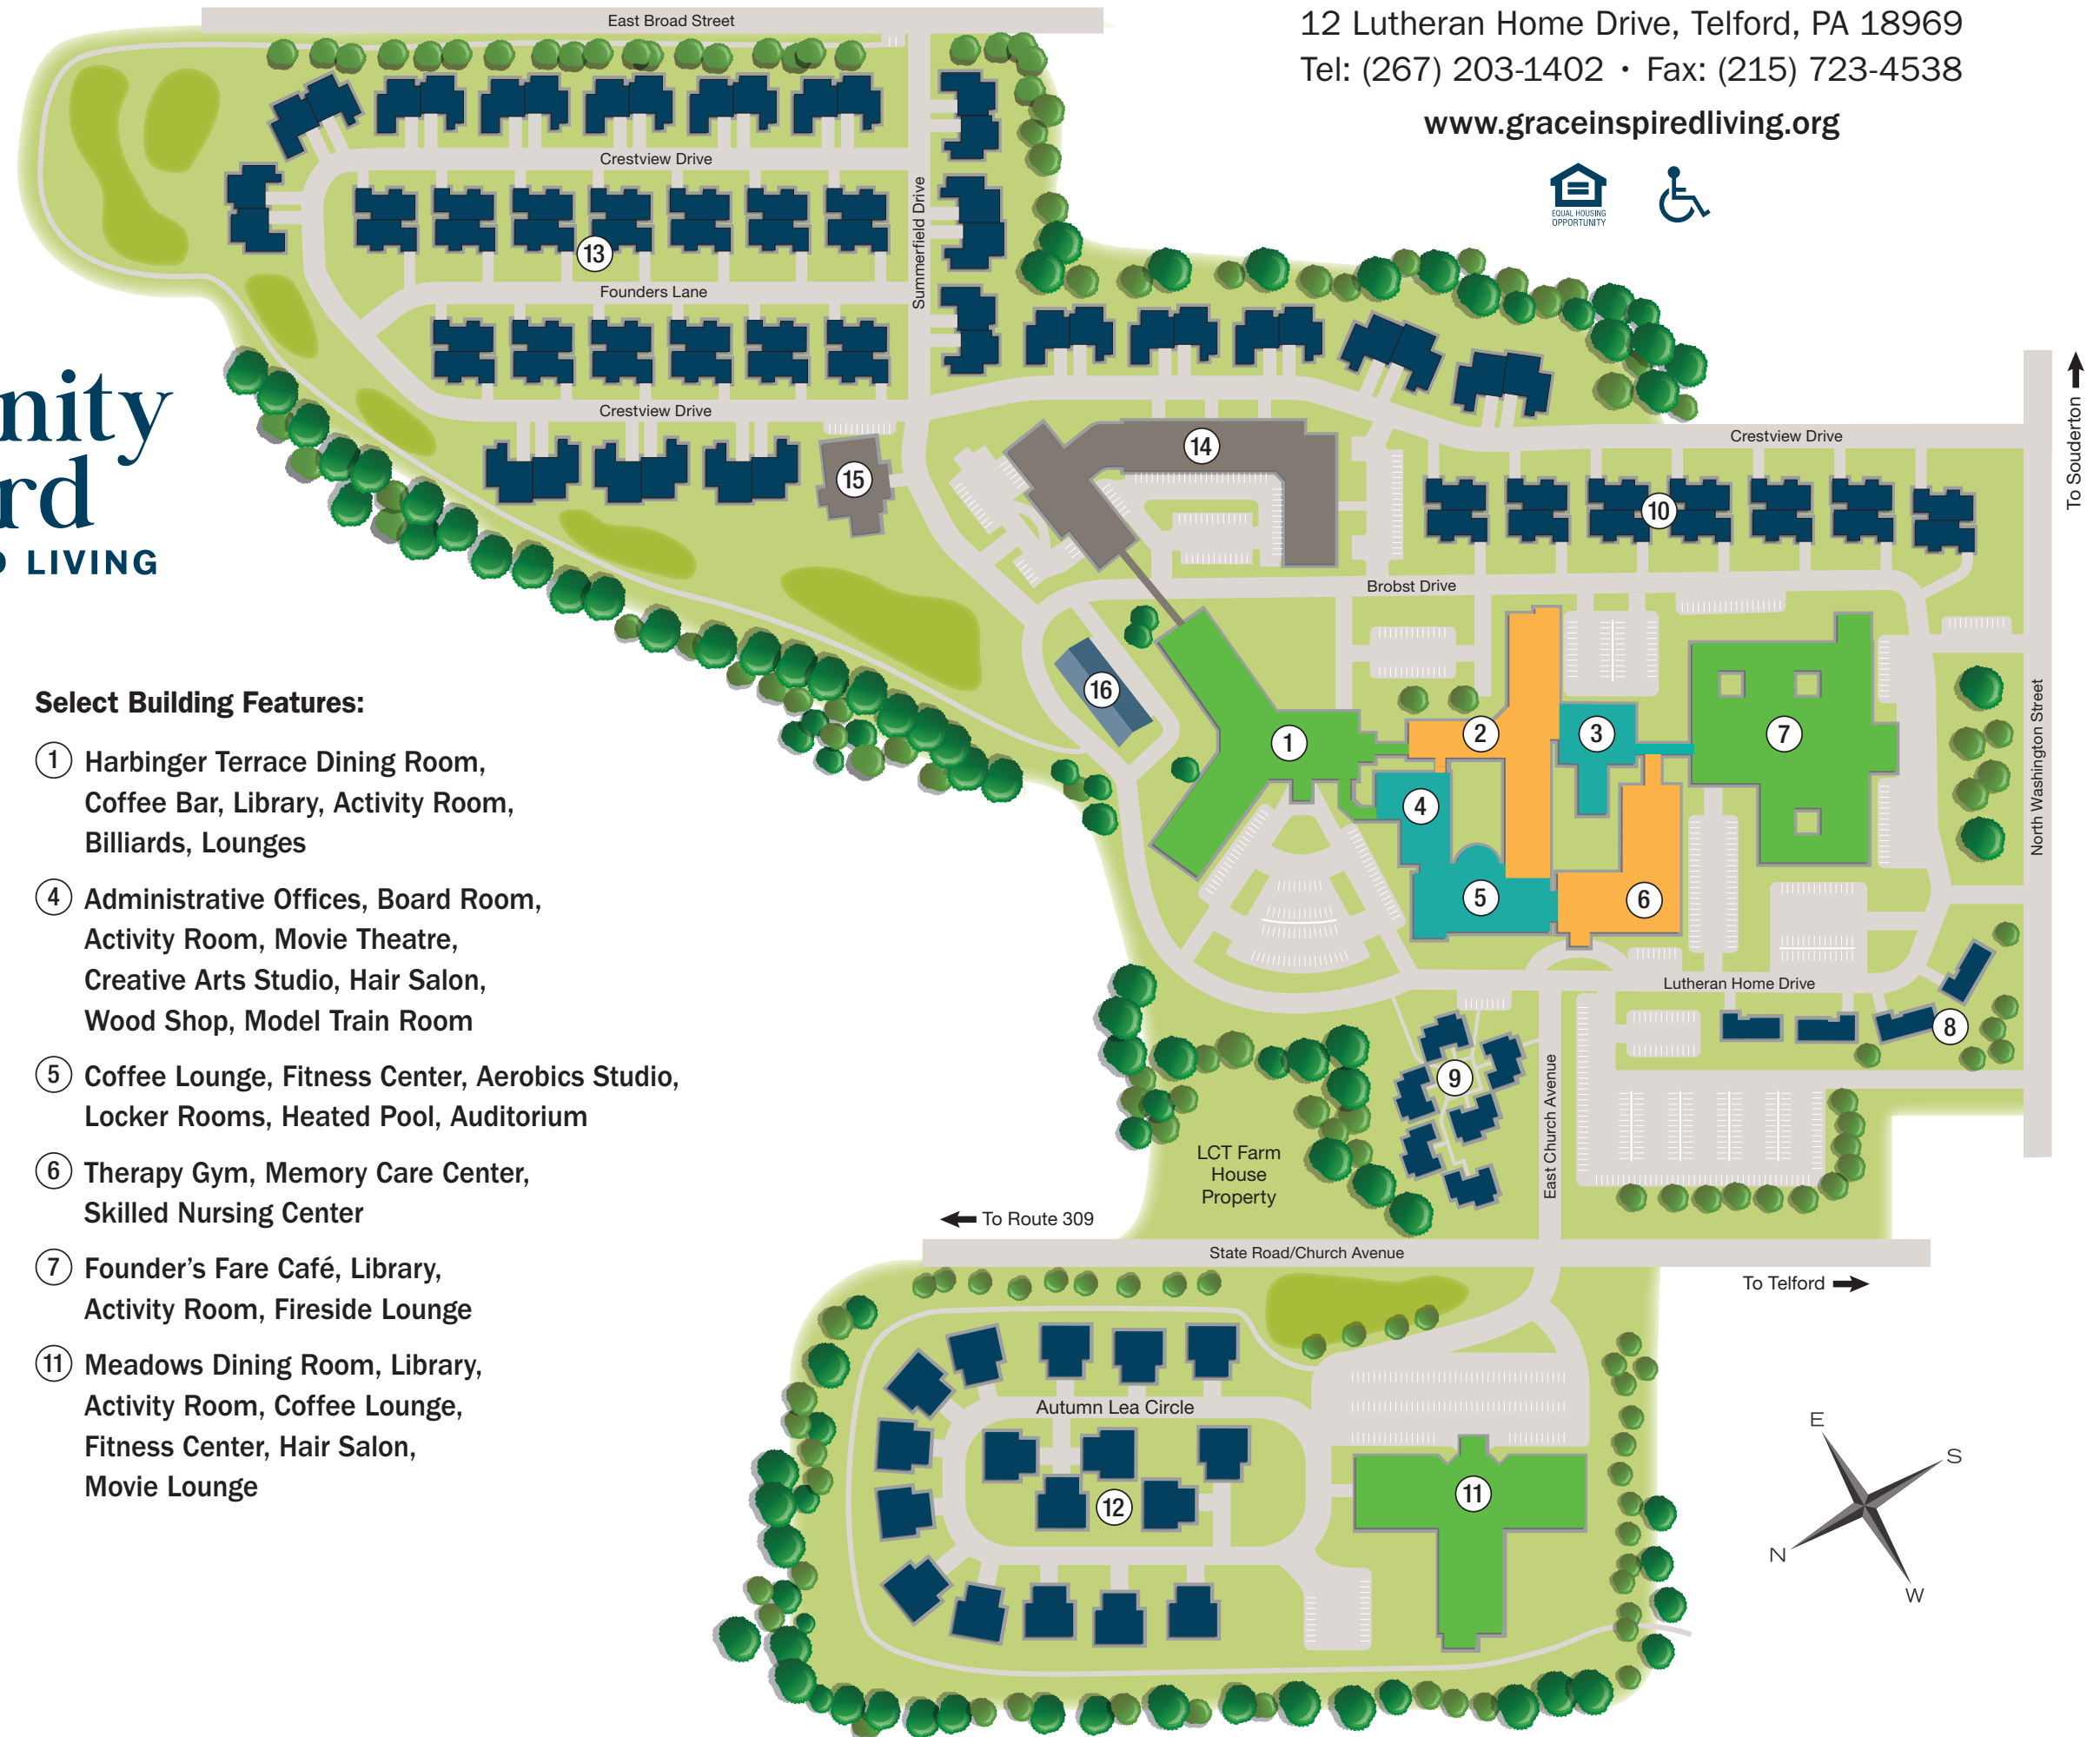 East Broad Street
12 Lutheran Home Drive, Telford, PA 18969
Tel: (267) 203-1402 • Fax: (215) 723-4538
www.graceinspiredliving.org
EQUAL HOUSING
OPPORTUNITY
Crestview Drive
Summerfield Drive
13
Founders Lane
Crestview Drive
nity
rd
LIVING
15
14
Crestview Drive
To Souderton
10
Brobst Drive
16
1
2
3
7
4
5
6
North Washington Street
Lutheran Home Drive
8
9
East Church Avenue
LCT Farm
House
Property
To Route 309
State Road/Church Avenue
To Telford
Autumn Lea Circle
12
11
E
S
N
W
Select Building Features:
1 Harbinger Terrace Dining Room,
Coffee Bar, Library, Activity Room,
Billiards, Lounges
4 Administrative Offices, Board Room,
Activity Room, Movie Theatre,
Creative Arts Studio, Hair Salon,
Wood Shop, Model Train Room
5 Coffee Lounge, Fitness Center, Aerobics Studio,
Locker Rooms, Heated Pool, Auditorium
6 Therapy Gym, Memory Care Center,
Skilled Nursing Center
7 Founder's Fare Café, Library,
Activity Room, Fireside Lounge
11 Meadows Dining Room, Library,
Activity Room, Coffee Lounge,
Fitness Center, Hair Salon,
Movie Lounge